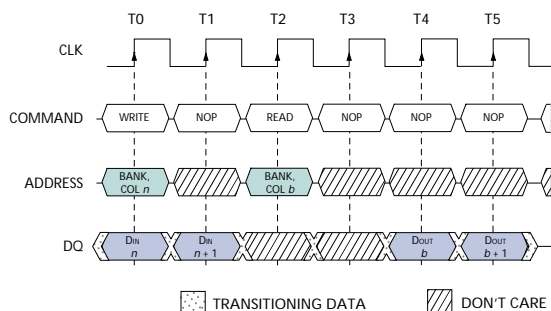 T0 T1 T2 T3 T4 T5
CLK
COMMAND WRITE NOP READ NOP NOP NOP
ADDRESS BANK, COL n BANK, COL b
DQ DIN n DIN n + 1 DOUT b DOUT b + 1
TRANSITIONING DATA DON'T CARE